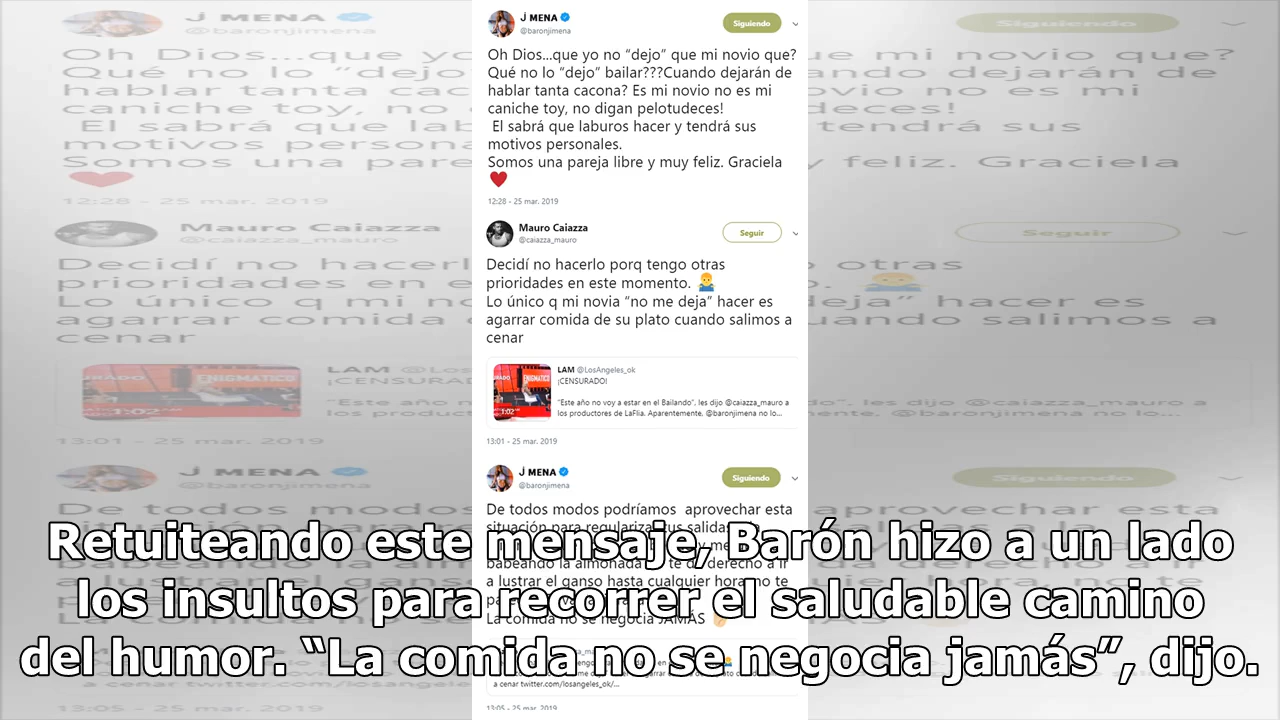 J MENA
@baronjimena
Siguiendo
Oh Dios...que yo no “dejo” que mi novio que?
Qué no lo “dejo” bailar???Cuando dejarán de
hablar tanta cacona? Es mi novio no es mi
caniche toy, no digan pelotudeces!
El sabrá que laburos hacer y tendrá sus
motivos personales.
Somos una pareja libre y muy feliz. Graciela
❤
12:28 - 25 mar. 2019
Mauro Caiazza
@caiazza_mauro
Seguir
Decidí no hacerlo porq tengo otras
prioridades en este momento. 🤷‍♂️
Lo único q mi novia “no me deja” hacer es
agarrar comida de su plato cuando salimos a
cenar
LAM @LosAngeles_ok
¡CENSURADO!
“Este año no voy a estar en el Bailando”, les dijo @caiazza_mauro a
los productores de LaFlia. Aparentemente, @baronjimena no lo...
ENIGMATICO
1:02
13:01 - 25 mar. 2019
J MENA
@baronjimena
Siguiendo
De todos modos podríamos aprovechar esta
situación para regularizar tus salidas
babeando la almohada te da derecho a ir
a lustrar el ganso hasta cualquier hora no te
La comida no se negocia JAMÁS
a cenar twitter.com/losangeles_ok/...
13:05 - 25 mar. 2019
Retuiteando este mensaje, Barón hizo a un lado
los insultos para recorrer el saludable camino
del humor. “La comida no se negocia jamás”, dijo.